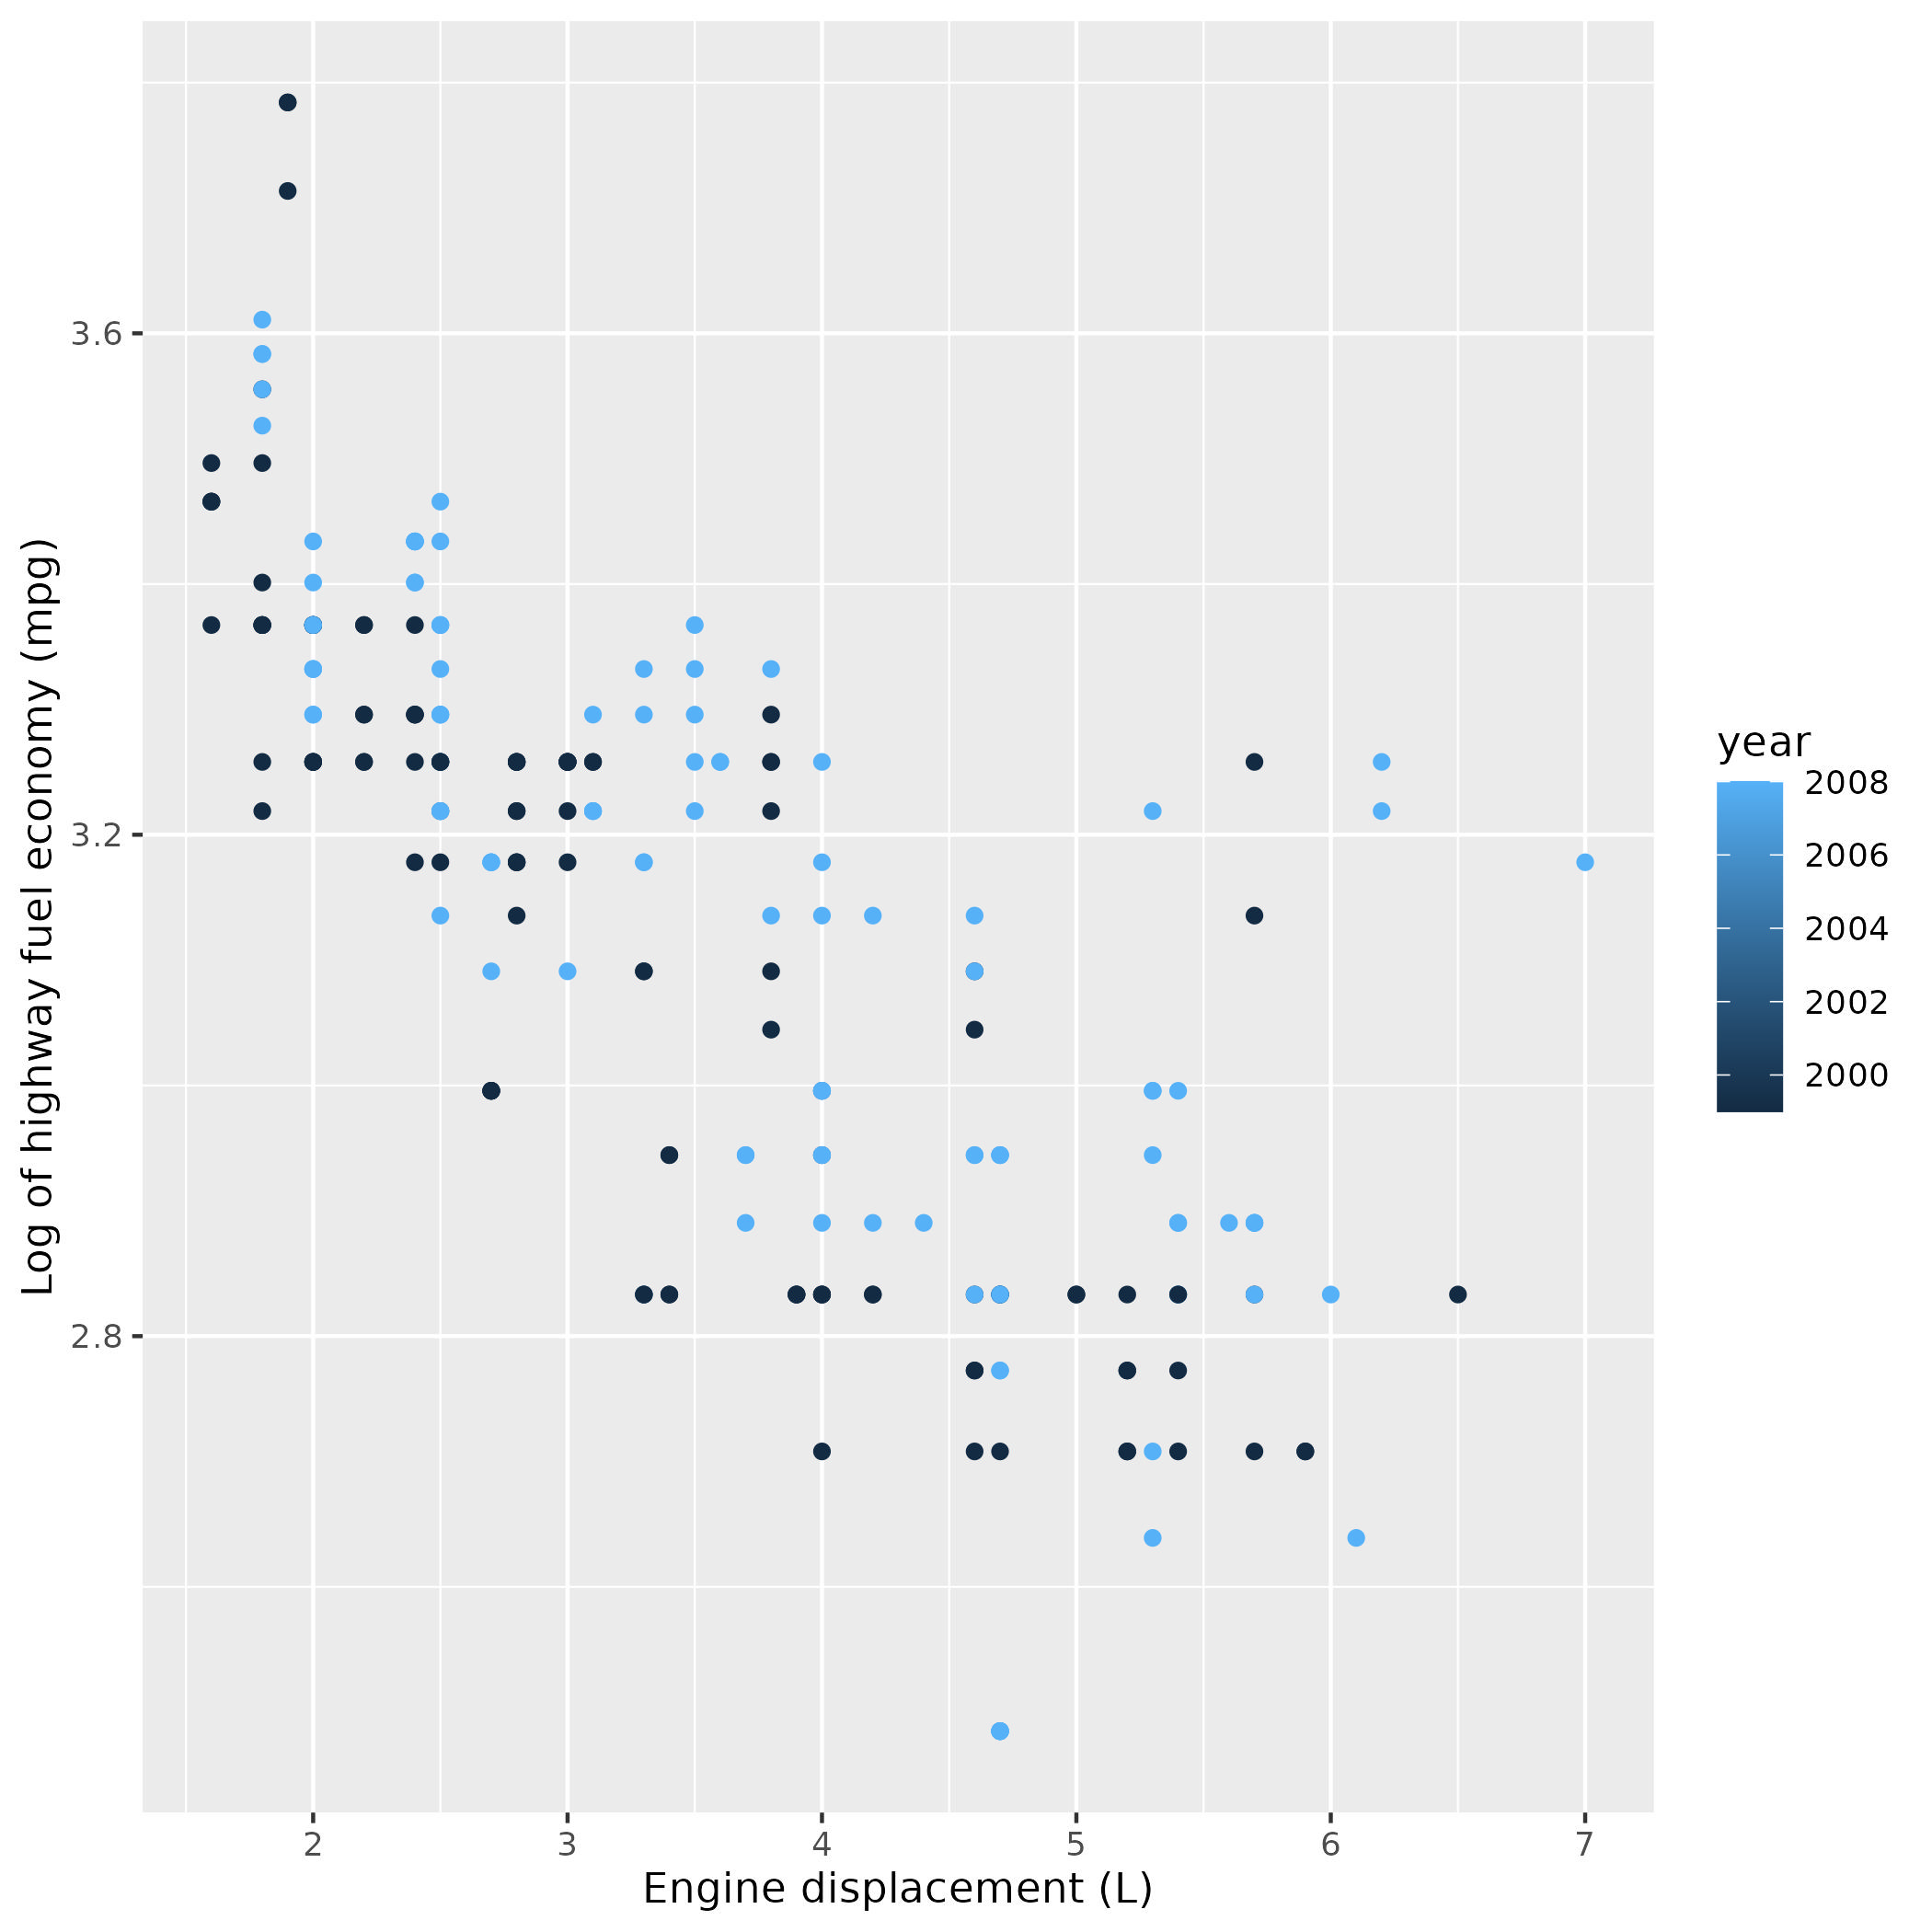 Log of highway fuel economy (mpg)
3.6
3.2
2.8
2 3 4 5 6 7
Engine displacement (L)
year
2008
2006
2004
2002
2000